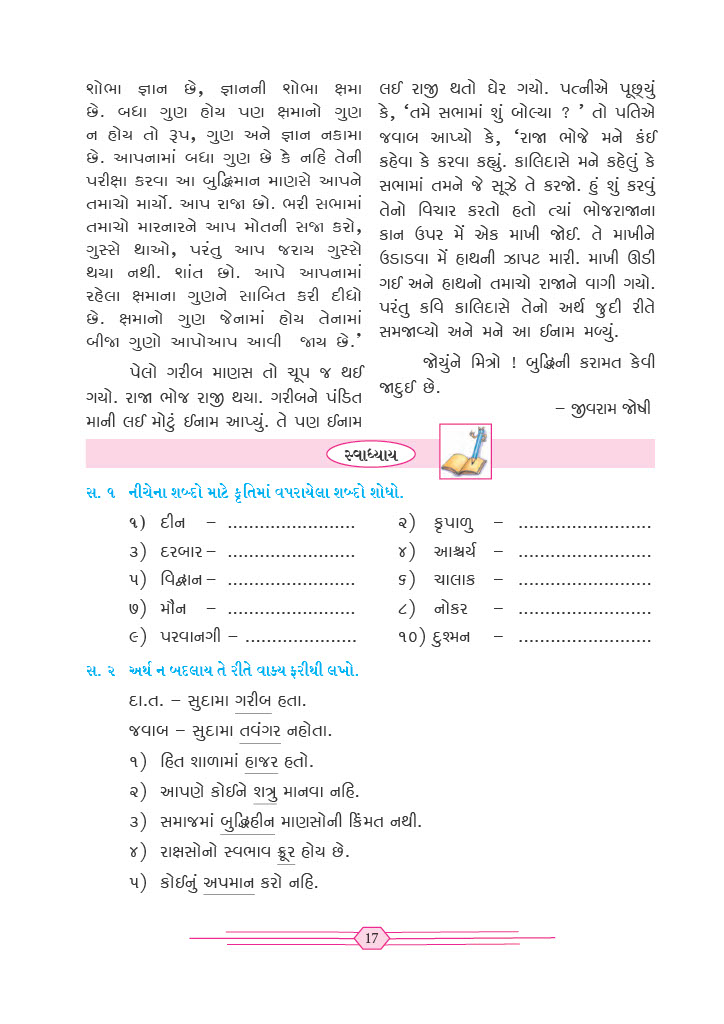 શોભા જ્ઞાન છે, જ્ઞાનની શોભા ક્ષમા
છે. બધા ગુણ હોય પણ ક્ષમાનો ગુણ
ન હોય તો રૂપ, ગુણ અને જ્ઞાન નકામા
છે. આપનામાં બધા ગુણ છે કે નહિ તેની
પરીક્ષા કરવા આ બુદ્ધિમાન માણસે આપને
તમાચો માર્યો. આપ રાજા છો. ભરી સભામાં
તમાચો મારનારને આપ મોતની સજા કરો,
ગુસ્સે થાઓ, પરંતુ આપ જરાય ગુસ્સે
થયા નથી. શાંત છો. આપે આપનામાં
રહેલા ક્ષમાના ગુણને સાબિત કરી દીધો
છે. ક્ષમાનો ગુણ જેનામાં હોય તેનામાં
બીજા ગુણો આપોઆપ આવી જાય છે.’
પેલો ગરીબ માણસ તો ચૂપ જ થઈ
ગયો. રાજા ભોજ રાજી થયા. ગરીબને પંડિત
માની લઈ મોટું ઈનામ આપ્યું. તે પણ ઈનામ
લઈ રાજી થતો ઘેર ગયો. પત્નીએ પૂછ્યું
કે, ‘તમે સભામાં શું બોલ્યા ? ’ તો પતિએ
જવાબ આપ્યો કે, ‘રાજા ભોજે મને કંઈ
કહેવા કે કરવા કહ્યું. કાલિદાસે મને કહેલું કે
સભામાં તમને જે સૂઝે તે કરજો. હું શું કરવું
તેનો વિચાર કરતો હતો ત્યાં ભોજરાજાના
કાન ઉપર મેં એક માખી જોઈ. તે માખીને
ઉડાડવા મેં હાથની ઝાપટ મારી. માખી ઊડી
ગઈ અને હાથનો તમાચો રાજાને વાગી ગયો.
પરંતુ કવિ કાલિદાસે તેનો અર્થ જુદી રીતે
સમજાવ્યો અને મને આ ઈનામ મળ્યું.
જોયુંને મિત્રો ! બુદ્ધિની કરામત કેવી
જાદુઈ છે.
– જીવરામ જોષી
સ્વાધ્યાય
સ. ૧ નીચેના શબ્દો માટે કૃતિમાં વપરાયેલા શબ્દો શોધો.
૧) દીન – ........................ ૨) કૃપાળુ – .........................
૩) દરબાર – ........................ ૪) આશ્ચર્ય – .........................
૫) વિદ્વાન – ........................ ૬) ચાલાક – .........................
૭) મૌન – ........................ ૮) નોકર – .........................
૯) પરવાનગી – ..................... ૧૦) દુશ્મન – .........................
સ. ૨ અર્થ ન બદલાય તે રીતે વાક્ય ફરીથી લખો.
દા.ત. – સુદામા ગરીબ હતા.
જવાબ – સુદામા તવંગર નહોતા.
૧) હિત શાળામાં હાજર હતો.
૨) આપણે કોઈને શત્રુ માનવા નહિ.
૩) સમાજમાં બુદ્ધિહીન માણસોની કિંમત નથી.
૪) રાક્ષસોનો સ્વભાવ ક્રૂર હોય છે.
૫) કોઈનું અપમાન કરો નહિ.
17